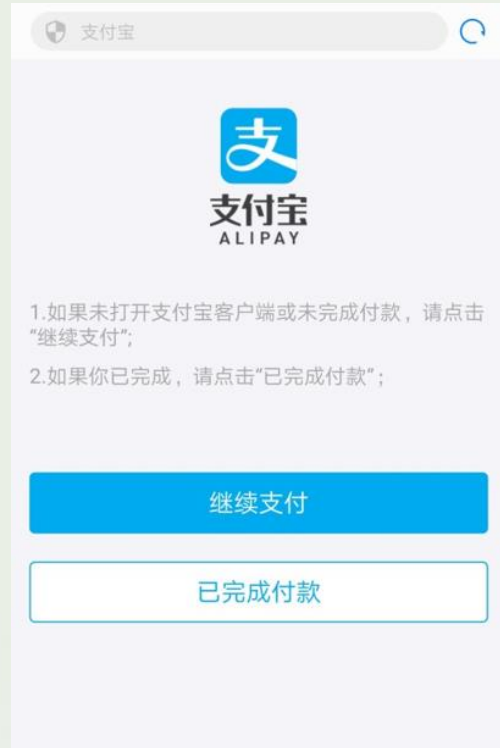 支付宝
支
支付宝
ALIPAY
1.如果未打开支付宝客户端或未完成付款，请点击
“继续支付”;
2.如果你已完成，请点击“已完成付款”；
继续支付
已完成付款